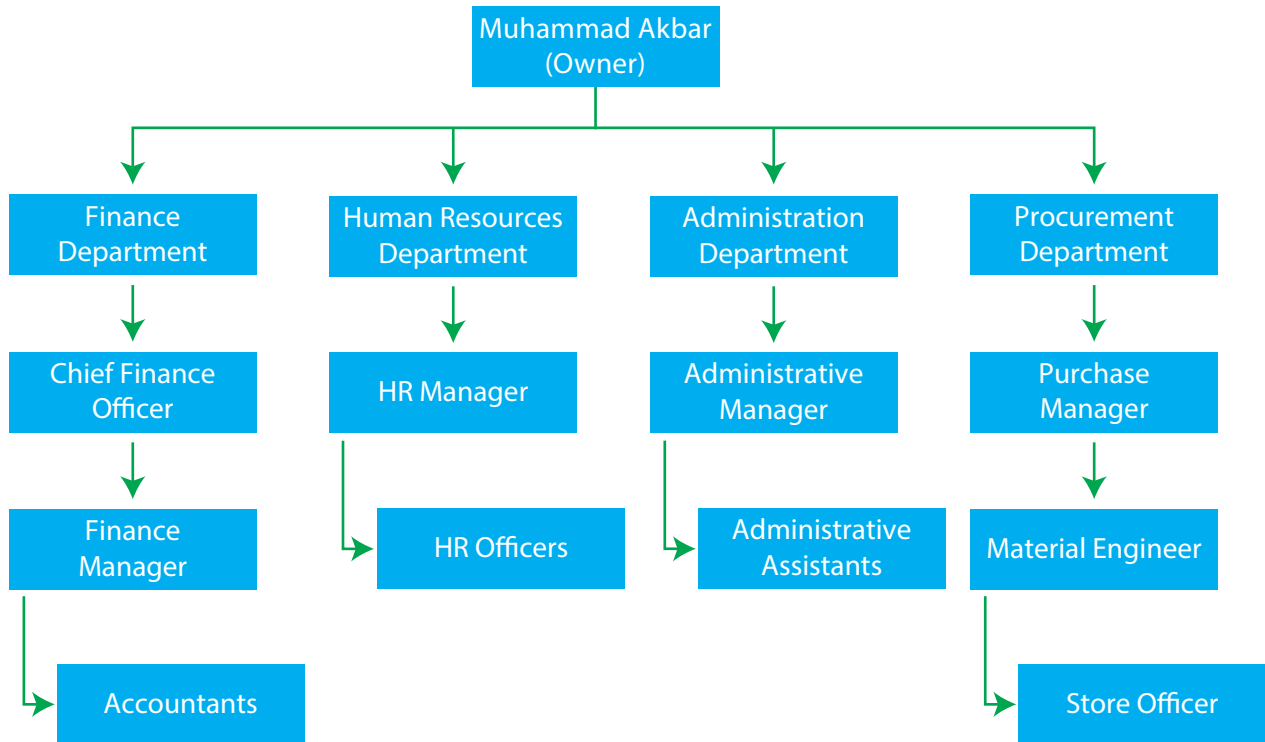 Muhammad Akbar
(Owner)
Finance
Department
Human Resources
Department
Administration
Department
Procurement
Department
Chief Finance
Officer
HR Manager
Administrative
Manager
Purchase
Manager
Finance
Manager
HR Officers
Administrative
Assistants
Material Engineer
Accountants
Store Officer